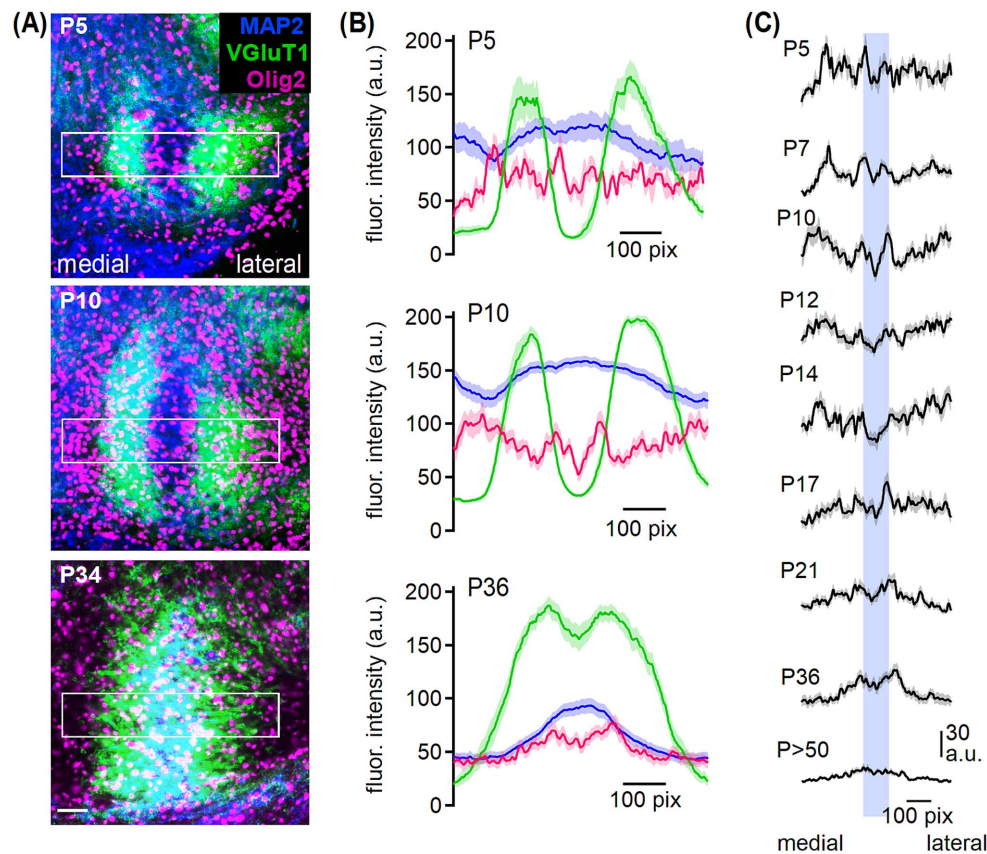 (A)
P5
MAP2
VGluT1
Olig2
medial
lateral
P10
P34
(B)
P5
200
150
100
50
0
fluor. intensity (a.u.)
100 pix
P10
200
150
100
50
0
fluor. intensity (a.u.)
100 pix
P36
200
150
100
50
0
fluor. intensity (a.u.)
100 pix
(C)
P5
P7
P10
P12
P14
P17
P21
P36
P>50
30
a.u.
100 pix
medial
lateral